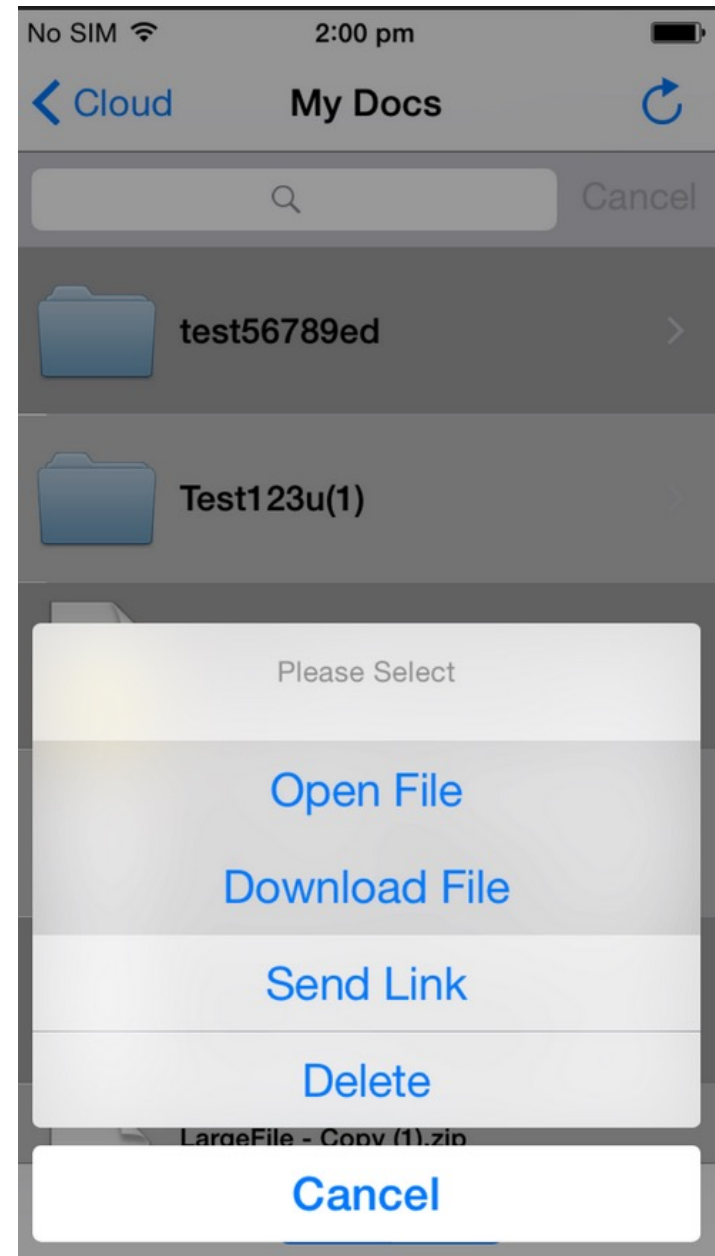 No SIM 2:00 pm
Cloud My Docs
Cancel
test56789ed
Test123u(1)
Please Select
Open File
Download File
Send Link
Delete
LargeFile - Copy (1).zip
Cancel